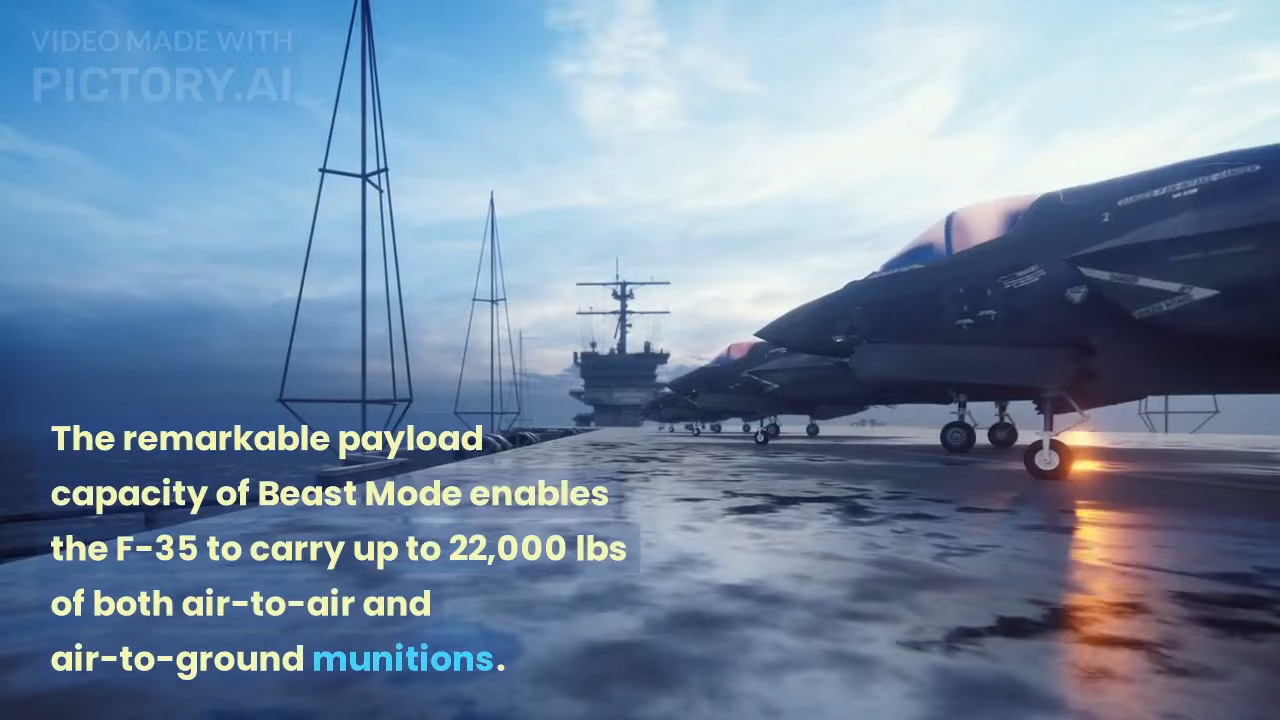 VIDEO MADE WITH
PICTORY.AI
The remarkable payload
capacity of Beast Mode enables
the F-35 to carry up to 22,000 lbs
of both air-to-air and
air-to-ground munitions.